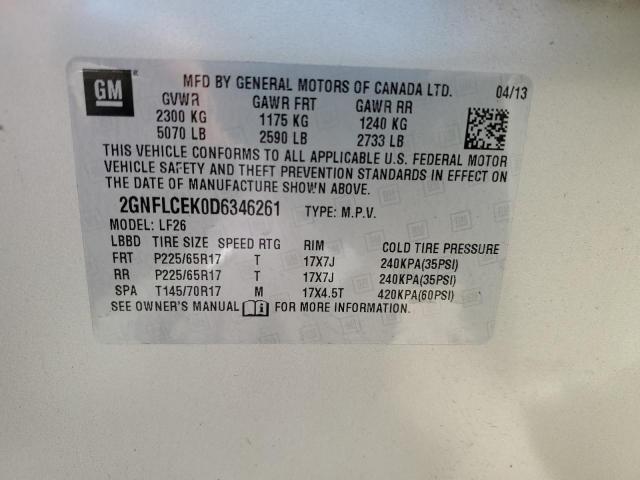 GM
MFD BY GENERAL MOTORS OF CANADA LTD. 04/13
GVWR GAWR FRT GAWR RR
2300 KG 1175 KG 1240 KG
5070 LB 2590 LB 2733 LB
THIS VEHICLE CONFORMS TO ALL APPLICABLE U.S. FEDERAL MOTOR
VEHICLE SAFETY AND THEFT PREVENTION STANDARDS IN EFFECT ON
THE DATE OF MANUFACTURE SHOWN ABOVE.
2GNFLCEK0D6346261 TYPE: M.P.V.
MODEL: LF26
LBBD TIRE SIZE SPEED RTG RIM COLD TIRE PRESSURE
FRT P225/65R17 T 17X7J 240KPA(35PSI)
RR P225/65R17 T 17X7J 240KPA(35PSI)
SPA T145/70R17 M 17X4.5T 420KPA(60PSI)
SEE OWNER'S MANUAL FOR MORE INFORMATION.